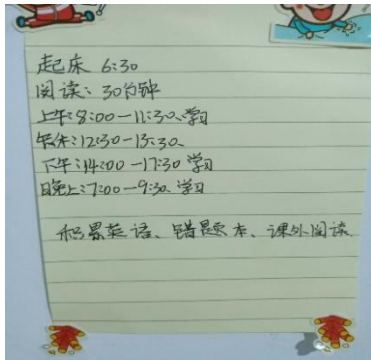 起床 6:30
阅读: 30分钟
上午: 8:00-11:30、学习
午休: 12:30-13:30、
下午: 14:00-17:30 学习
晚上: 7:00-9:30、学习
积累英语、错题本、课外阅读